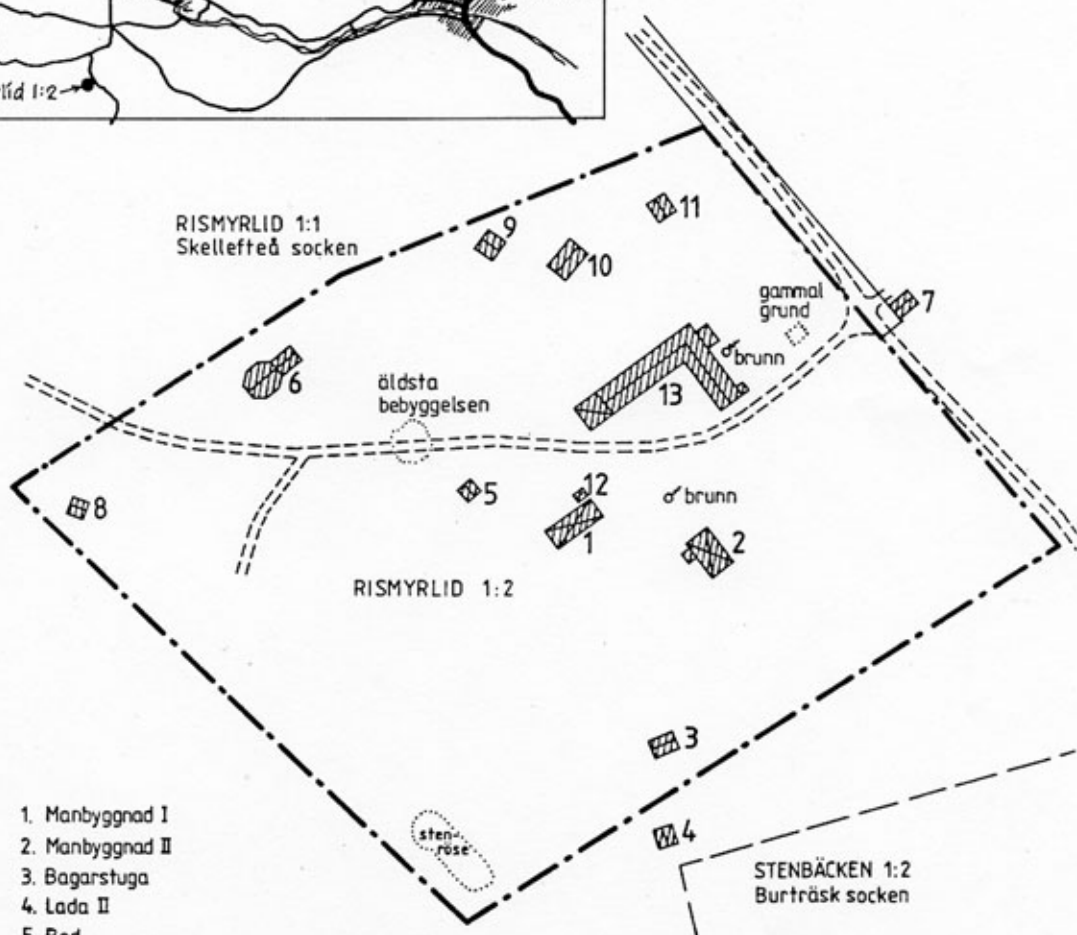 lid 1:2
RISMYRLID 1:1
Skellefteå socken
9
11
10
7
gammal
grund
brunn
6
äldsta
bebyggelsen
13
8
5
12
brunn
1
2
RISMYRLID 1:2
3
sten-
röse
4
STENBÄCKEN 1:2
Burträsk socken
1. Manbyggnad I
2. Manbyggnad II
3. Bagarstuga
4. Lada II